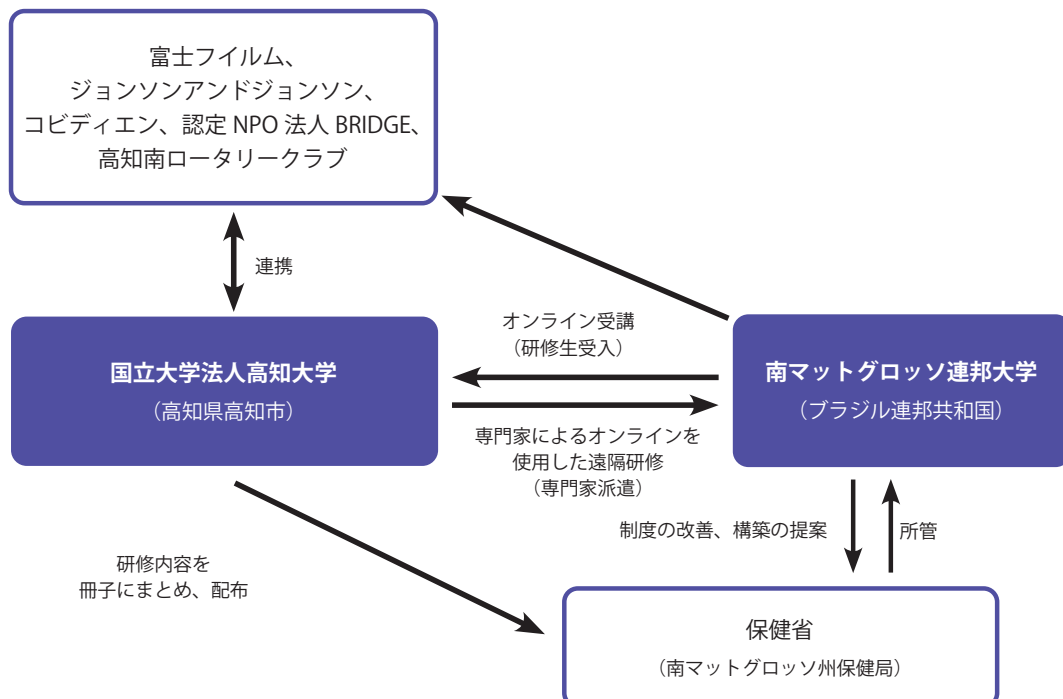 富士フイルム、
ジョンソンアンドジョンソン、
コビディエン、認定 NPO 法人 BRIDGE、
高知南ロータリークラブ
連携
国立大学法人高知大学
（高知県高知市）
オンライン受講
（研修生受入）
専門家によるオンラインを
使用した遠隔研修
（専門家派遣）
南マットグロッソ連邦大学
（ブラジル連邦共和国）
制度の改善、構築の提案
所管
研修内容を
冊子にまとめ、配布
保健省
（南マットグロッソ州保健局）